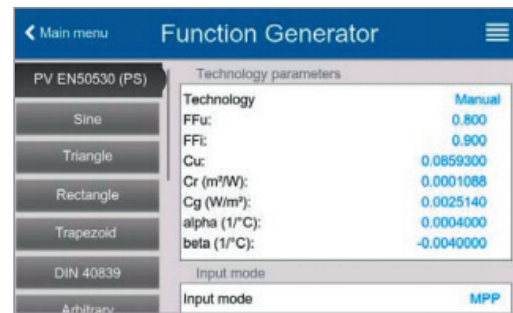 Main menu
Function Generator
PV EN50530 (PS)
Sine
Triangle
Rectangle
Trapezoid
DIN 40839
Arbitrary
Technology parameters
Technology Manual
FFu: 0.800
FFi: 0.900
Cu: 0.0859300
Cr (m²/W): 0.0001088
Cg (W/m²): 0.0025140
alpha (1/°C): 0.0004000
beta (1/°C): -0.0040000
Input mode
Input mode MPP